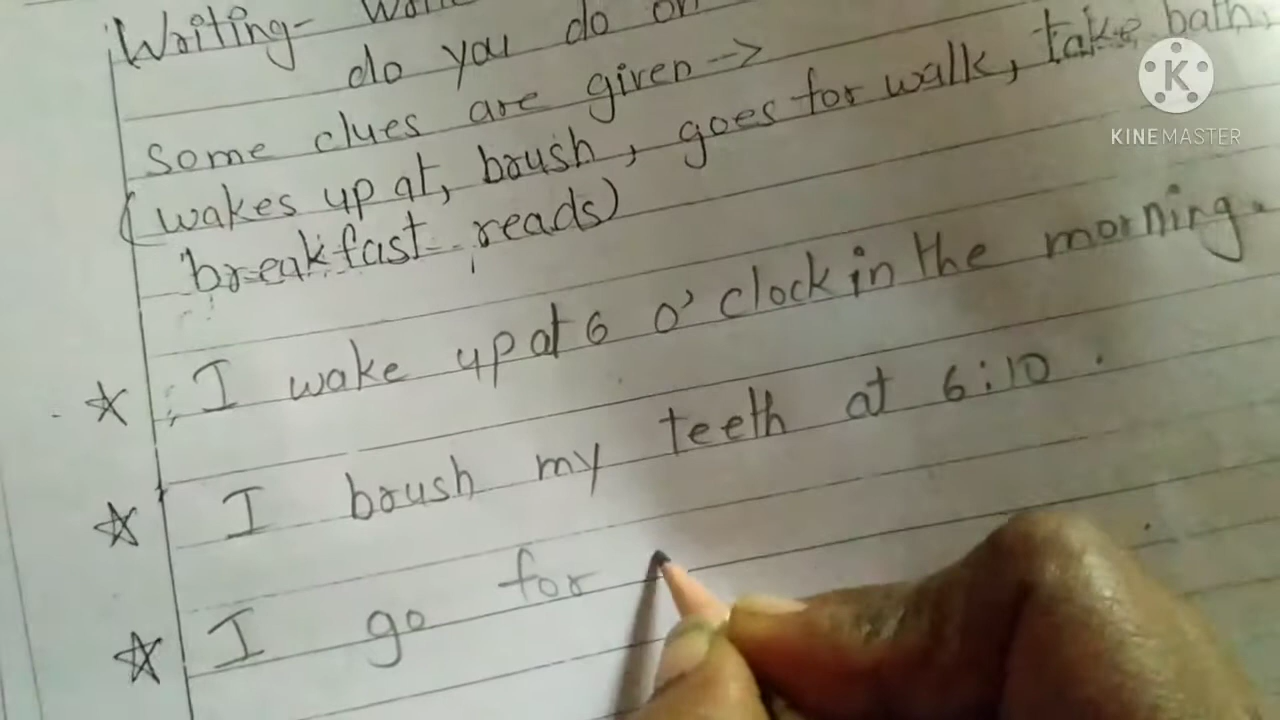 Writing-
do you do on
Some clues are given →
(wakes up at, brush, goes for walk, take bath,
breakfast, reads)
☆ I wake up at 6 o'clock in the morning.
☆ I brush my teeth at 6:10.
☆ I go for
KINEMASTER